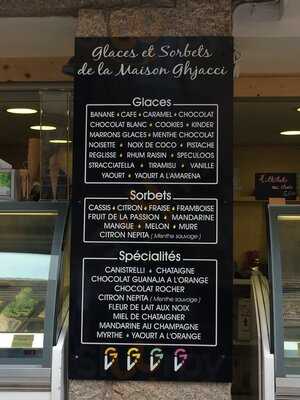 Glaces et Sorbets
de la Maison Ghjacci
Glaces
BANANE • CAFE • CARAMEL • CHOCOLAT
CHOCOLAT BLANC • COOKIES • KINDER
MARRONS GLACES • MENTHE CHOCOLAT
NOISETTE • NOIX DE COCO • PISTACHE
REGLISSE • RHUM RAISIN • SPECULOOS
STRACCIATELLA • TIRAMISU • VANILLE
YAOURT • YAOURT A L'AMARENA
Sorbets
CASSIS • CITRON • FRAISE • FRAMBOISE
FRUIT DE LA PASSION • MANDARINE
MANGUE • MELON • MURE
CITRON NEPITA (Menthe sauvage)
Spécialités
CANISTRELLI • CHATAIGNE
CHOCOLAT GUANAJA A L'ORANGE
CHOCOLAT ROCHER
CITRON NEPITA (Menthe sauvage)
FLEUR DE LAIT AUX NOIX
MIEL DE CHATAIGNER
MANDARINE AU CHAMPAGNE
MYRTHE • YAOURT A L'ORANGE